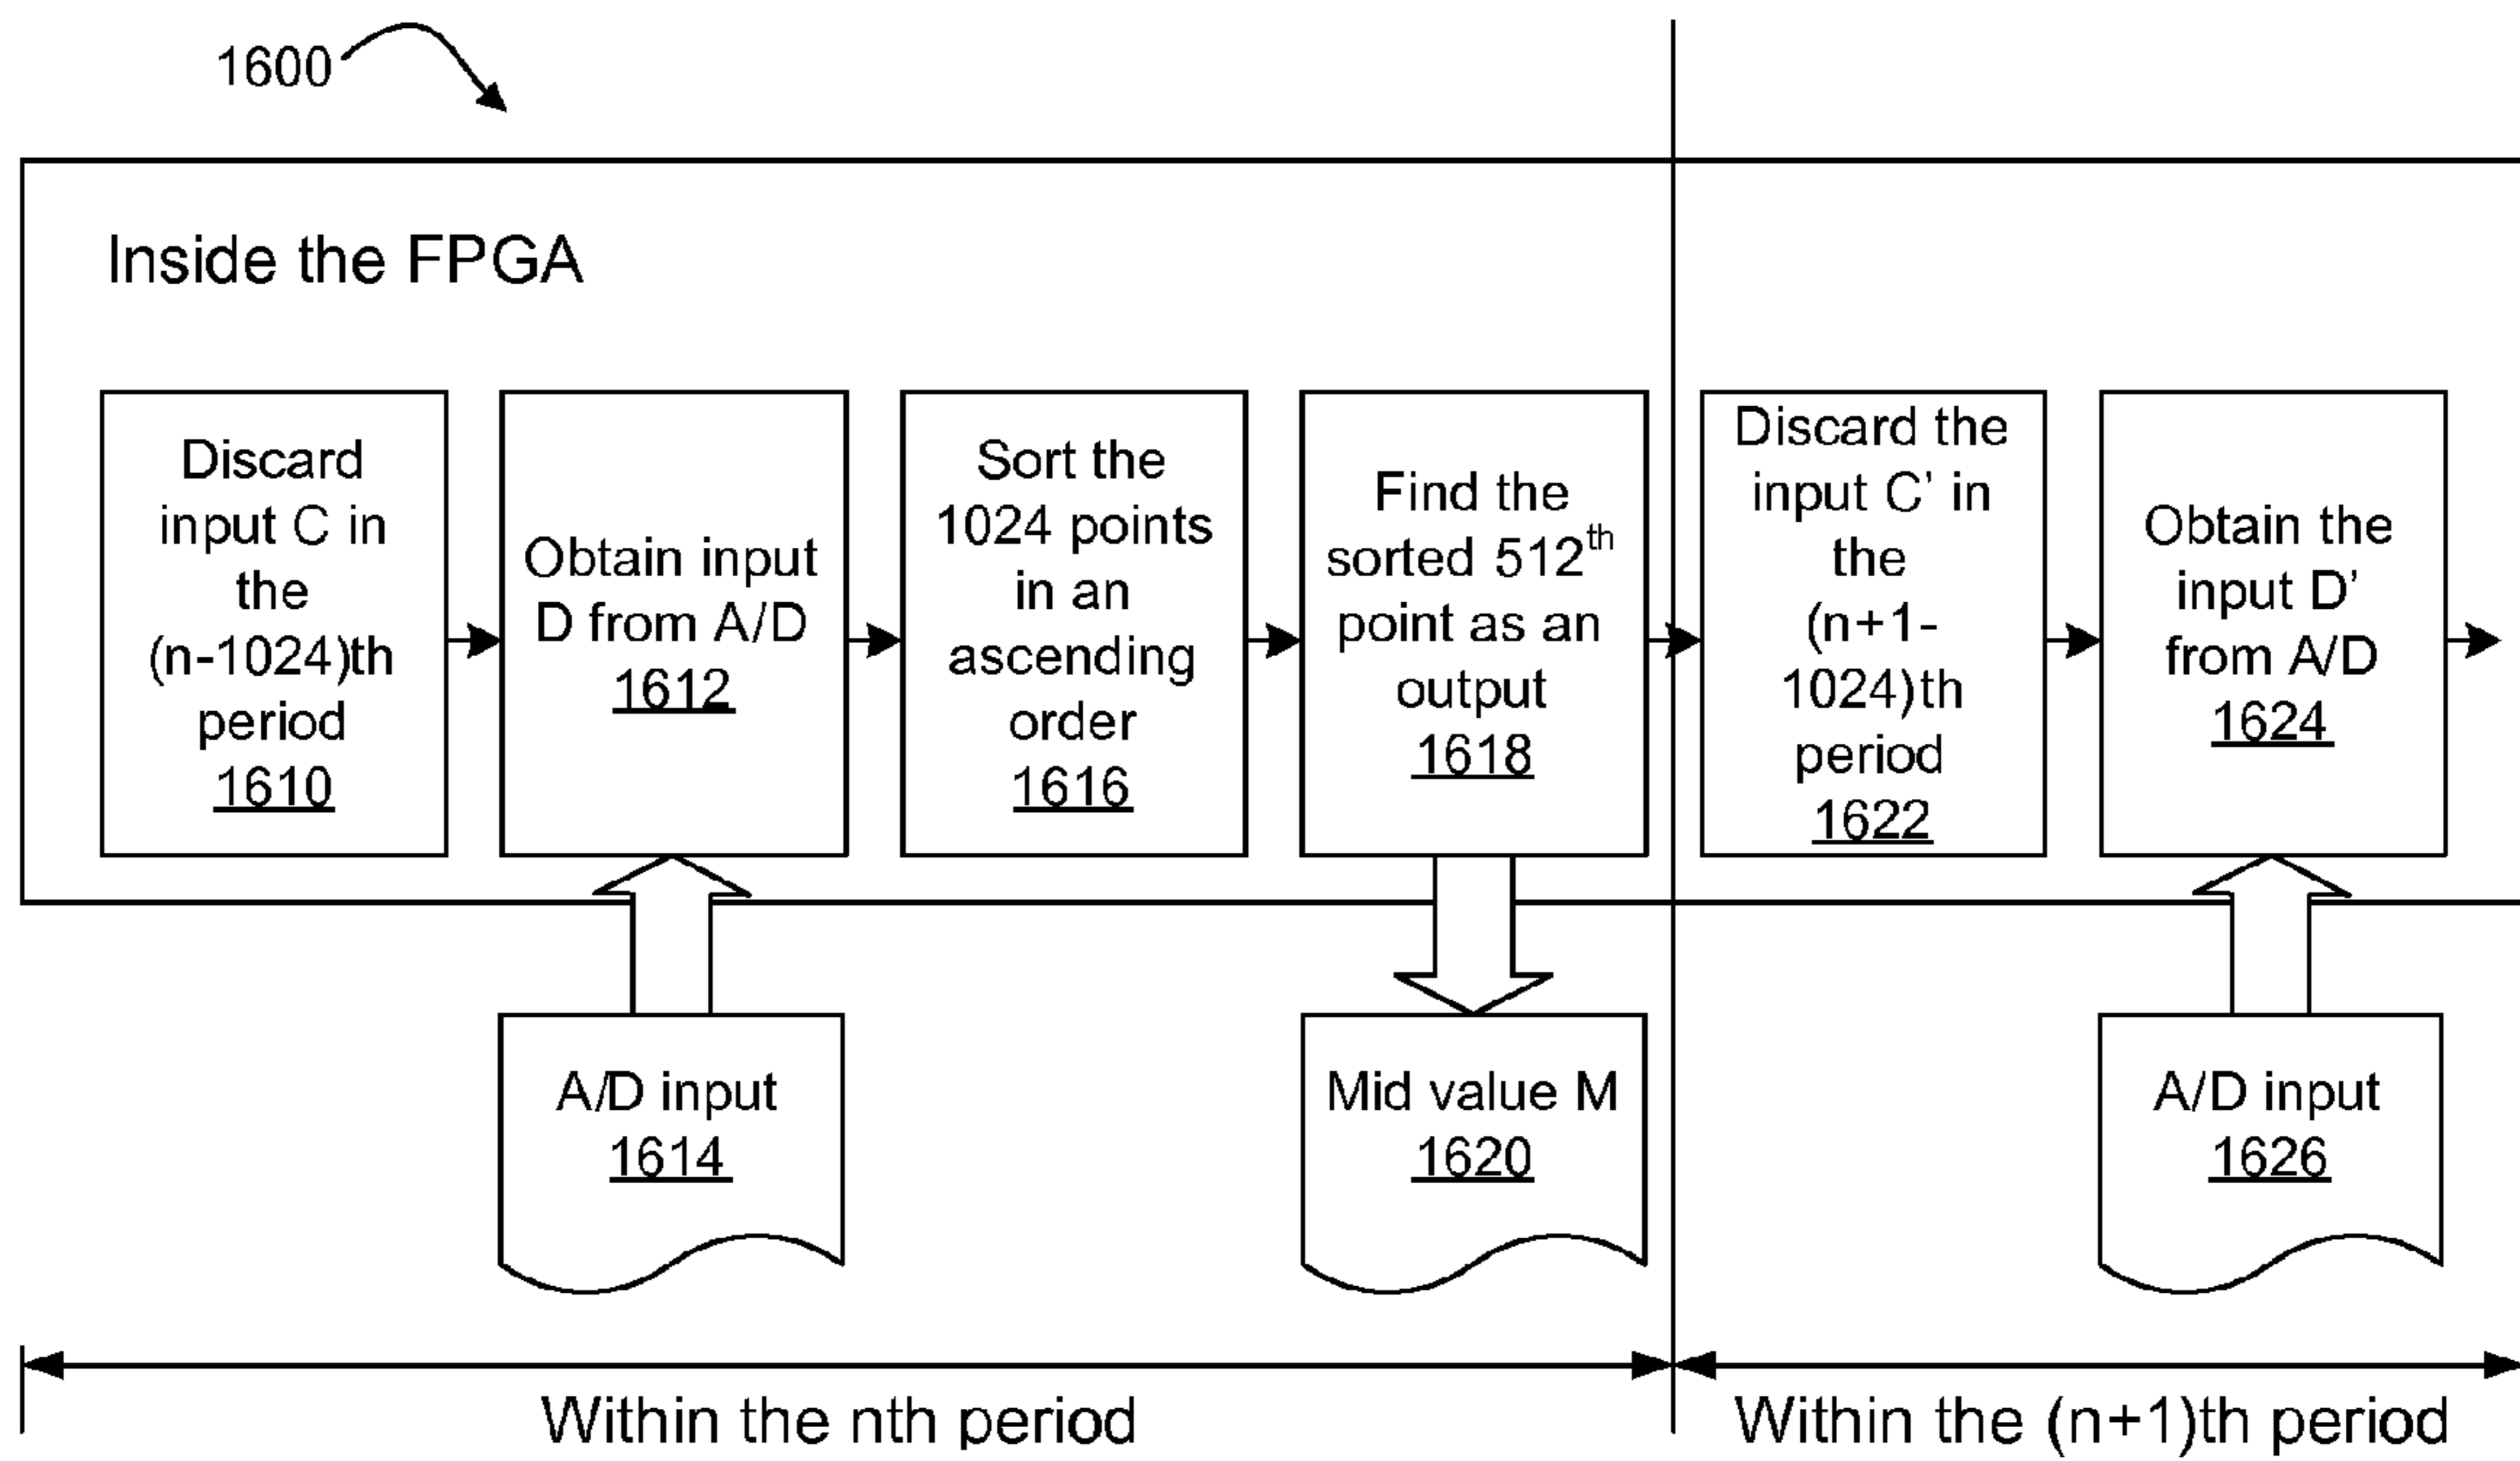 1600
Inside the FPGA
Discard
input C in
the
(n-1024)th
period
1610
Obtain input
D from A/D
1612
Sort the
1024 points
in an
ascending
order
1616
Find the
sorted 512th
point as an
output
1618
Discard the
input C' in
the
(n+1-
1024)th
period
1622
Obtain the
input D'
from A/D
1624
A/D input
1614
Mid value M
1620
A/D input
1626
Within the nth period
Within the (n+1)th period